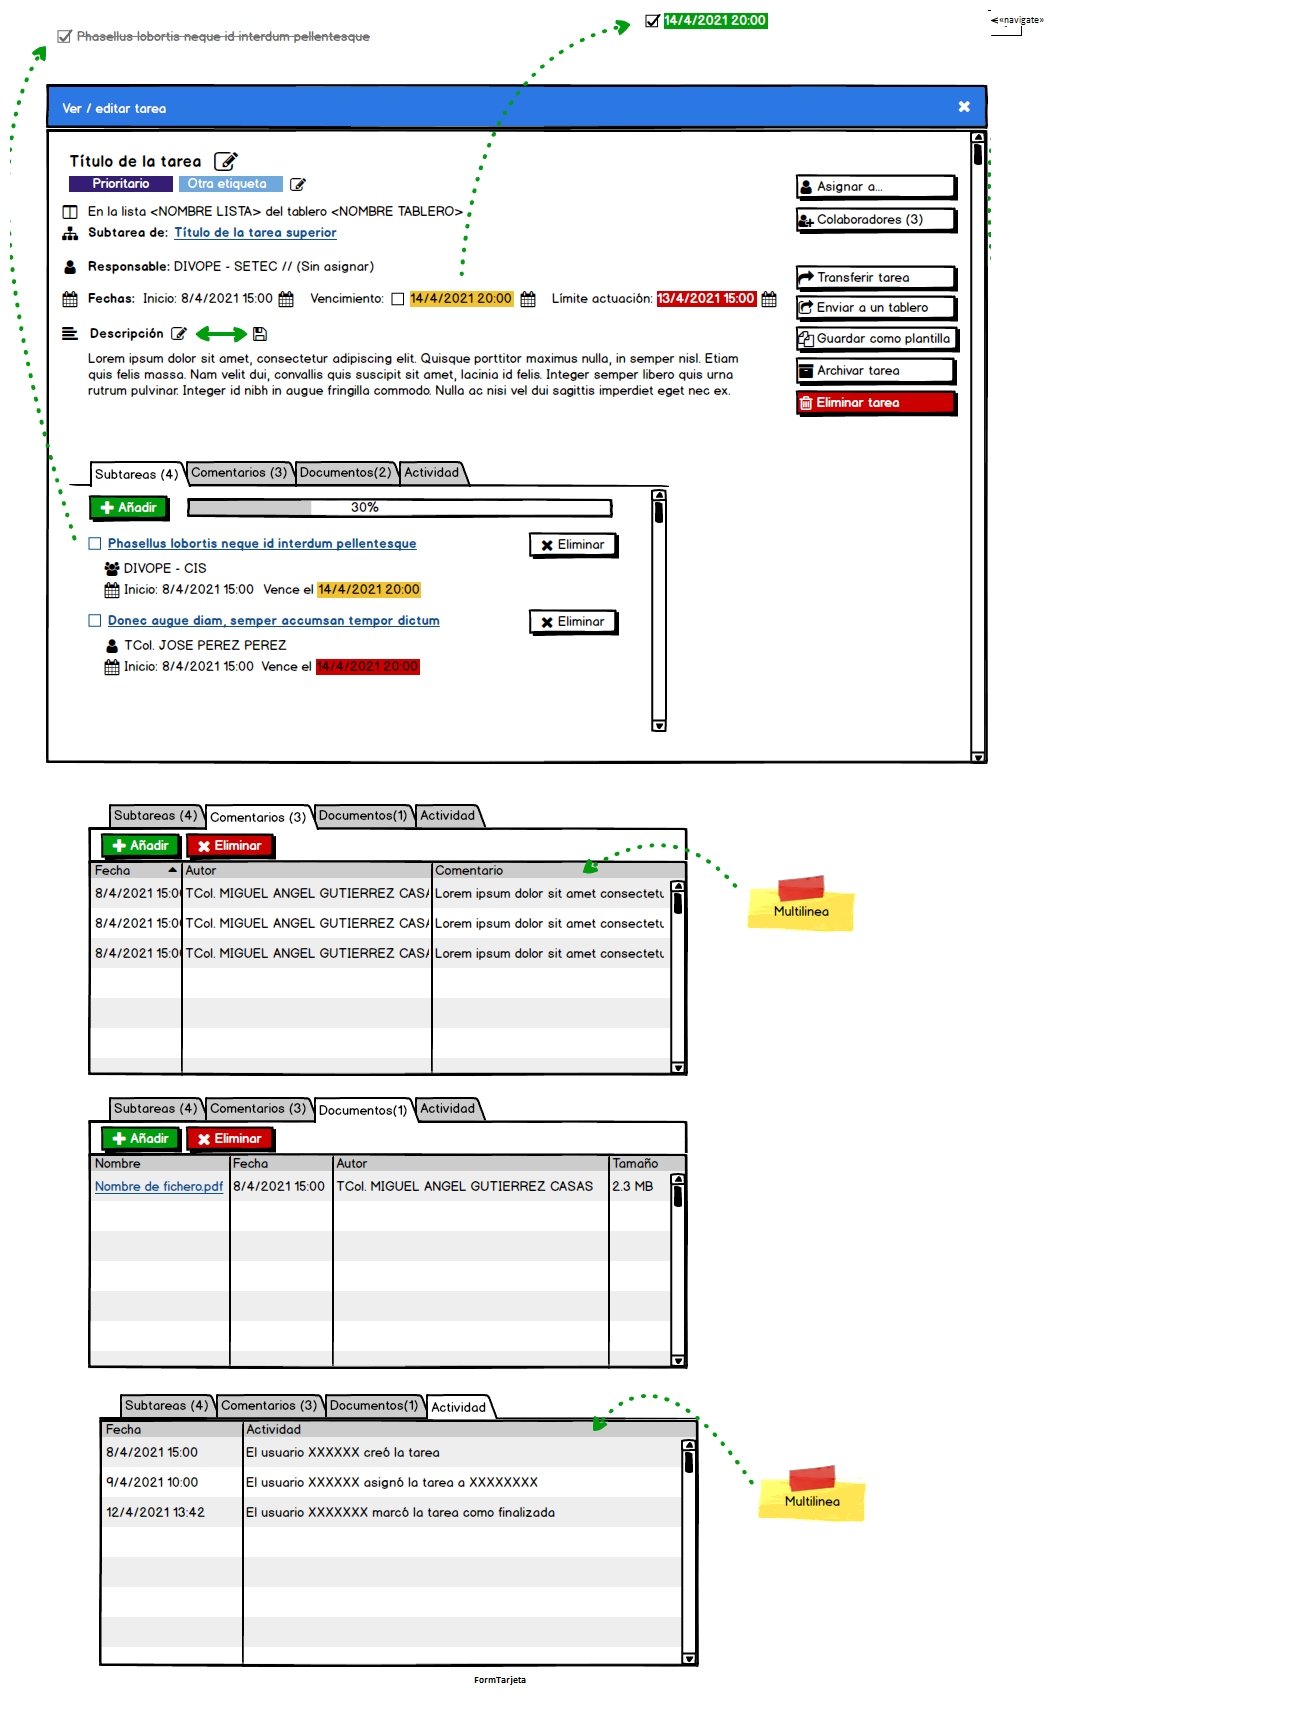 14/4/2021 20:00
«navigate»
Phasellus lobortis neque id interdum pellentesque
Ver / editar tarea
Título de la tarea
Prioritario Otra etiqueta
Asignar a...
En la lista <NOMBRE LISTA> del tablero <NOMBRE TABLERO>
Colaboradores (3)
Subtarea de: Título de la tarea superior
Responsable: DIVOPE - SETEC // (Sin asignar)
Transferir tarea
Fechas: Inicio: 8/4/2021 15:00 Vencimiento: 14/4/2021 20:00 Límite actuación: 13/4/2021 15:00
Enviar a un tablero
Descripción
Guardar como plantilla
Lorem ipsum dolor sit amet, consectetur adipiscing elit. Quisque porttitor maximus nulla, in semper nisl. Etiam
quis felis massa. Nam velit dui, convallis quis suscipit sit amet, lacinia id felis. Integer semper libero quis urna
rutrum pulvinar. Integer id nibh in augue fringilla commodo. Nulla ac nisi vel dui sagittis imperdiet eget nec ex.
Archivar tarea
Eliminar tarea
Subtareas (4) Comentarios (3) Documentos(2) Actividad
Añadir 30%
Phasellus lobortis neque id interdum pellentesque Eliminar
DIVOPE - CIS
Inicio: 8/4/2021 15:00 Vence el 14/4/2021 20:00
Donec augue diam, semper accumsan tempor dictum Eliminar
TCol. JOSE PEREZ PEREZ
Inicio: 8/4/2021 15:00 Vence el 14/4/2021 20:00
Subtareas (4) Comentarios (3) Documentos(1) Actividad
Añadir Eliminar
Fecha Autor Comentario
8/4/2021 15:00 TCol. MIGUEL ANGEL GUTIERREZ CASA Lorem ipsum dolor sit amet consectetu
8/4/2021 15:00 TCol. MIGUEL ANGEL GUTIERREZ CASA Lorem ipsum dolor sit amet consectetu
8/4/2021 15:00 TCol. MIGUEL ANGEL GUTIERREZ CASA Lorem ipsum dolor sit amet consectetu
Multilinea
Subtareas (4) Comentarios (3) Documentos(1) Actividad
Añadir Eliminar
Nombre Fecha Autor Tamaño
Nombre de fichero.pdf 8/4/2021 15:00 TCol. MIGUEL ANGEL GUTIERREZ CASAS 2.3 MB
Subtareas (4) Comentarios (3) Documentos(1) Actividad
Fecha Actividad
8/4/2021 15:00 El usuario XXXXXX creó la tarea
9/4/2021 10:00 El usuario XXXXXX asignó la tarea a XXXXXXXX
12/4/2021 13:42 El usuario XXXXXXX marcó la tarea como finalizada
Multilinea
FormTarjeta